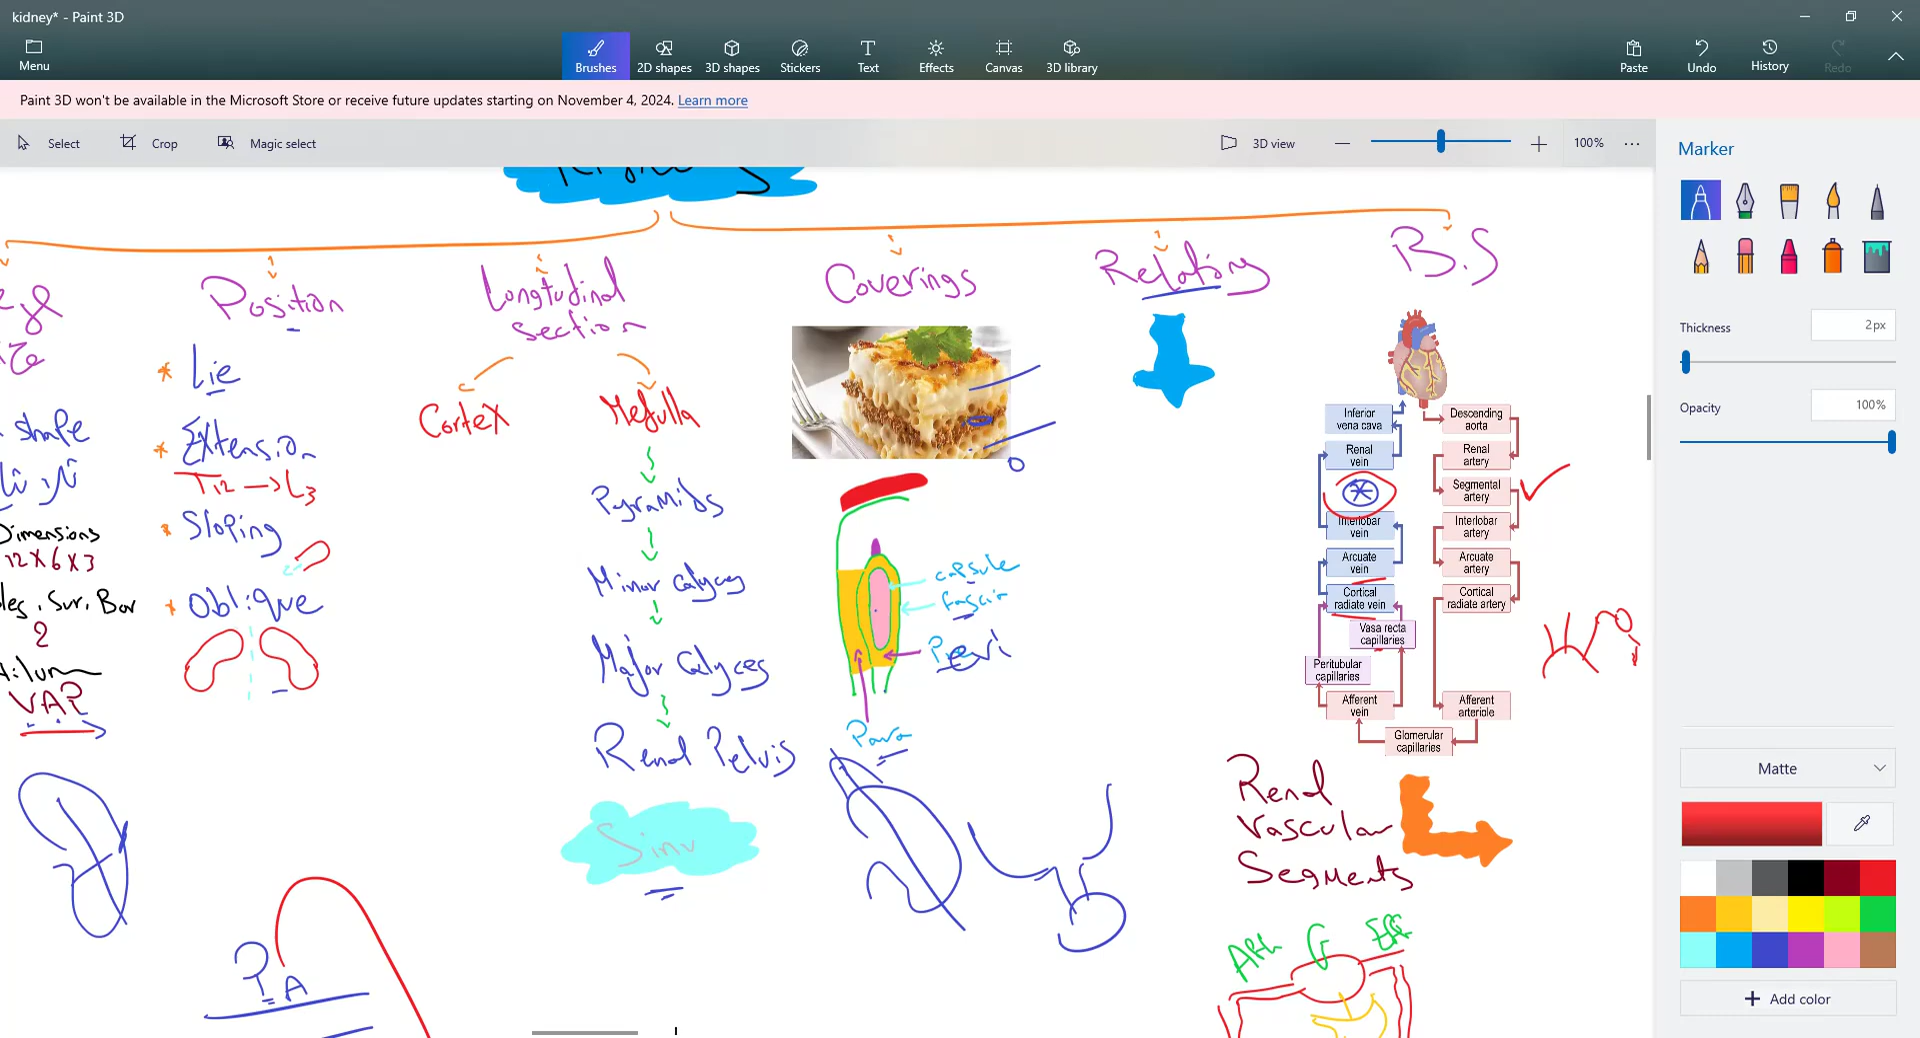 kidney* - Paint 3D
Menu
Brushes
2D shapes
3D shapes
Stickers
Text
Effects
Canvas
3D library
Paste
Undo
History
Redo
Paint 3D won't be available in the Microsoft Store or receive future updates starting on November 4, 2024. Learn more
Select
Crop
Magic select
3D view
100%
Marker
Thickness
2px
Opacity
100%
Matte
Add color
Position
* Lie
* Extension
T12 → L3
* Sloping
* Oblique
shape
Dimensions
12 X 6 X 3
2
VAP
Longtudinal
section
Cortex
Medulla
Pyramids
Minor Calyces
Major Calyces
Renal Pelvis
Coverings
capsule
fascia
Para
Relations
B.S
Inferior
vena cava
Renal
vein
Interlobar
vein
Arcuate
vein
Cortical
radiate vein
Vasa recta
capillaries
Peritubular
capillaries
Afferent
vein
Glomerular
capillaries
Descending
aorta
Renal
artery
Segmental
artery
Interlobar
artery
Arcuate
artery
Cortical
radiate artery
Afferent
arteriole
Renal
Vascular
Segments
G
P
A